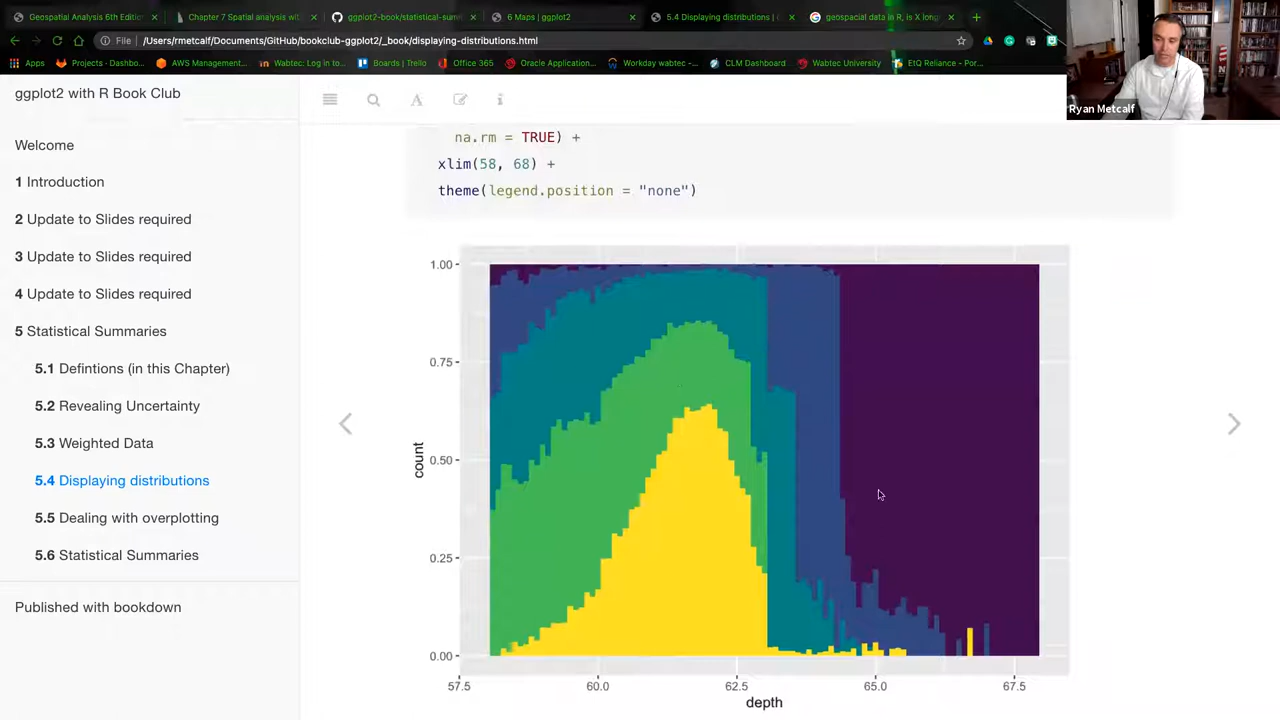 Geospatial Analysis 6th Edition
Chapter 7 Spatial analysis wit
ggplot2-book/statistical-summ
6 Maps | ggplot2
5.4 Displaying distributions |
geospacial data in R, is X long
File
/Users/rmetcalf/Documents/GitHub/bookclub-ggplot2/_book/displaying-distributions.html
Apps
Projects - Dashbo...
AWS Management...
Wabtec: Log in to...
Boards | Trello
Office 365
Oracle Application...
Workday wabtec -...
CLM Dashboard
Wabtec University
EtQ Reliance - Por...
Ryan Metcalf
ggplot2 with R Book Club
Welcome
1 Introduction
2 Update to Slides required
3 Update to Slides required
4 Update to Slides required
5 Statistical Summaries
5.1 Defintions (in this Chapter)
5.2 Revealing Uncertainty
5.3 Weighted Data
5.4 Displaying distributions
5.5 Dealing with overplotting
5.6 Statistical Summaries
Published with bookdown
na.rm = TRUE) +
xlim(58, 68) +
theme(legend.position = "none")
1.00
0.75
0.50
0.25
0.00
count
57.5
60.0
62.5
65.0
67.5
depth